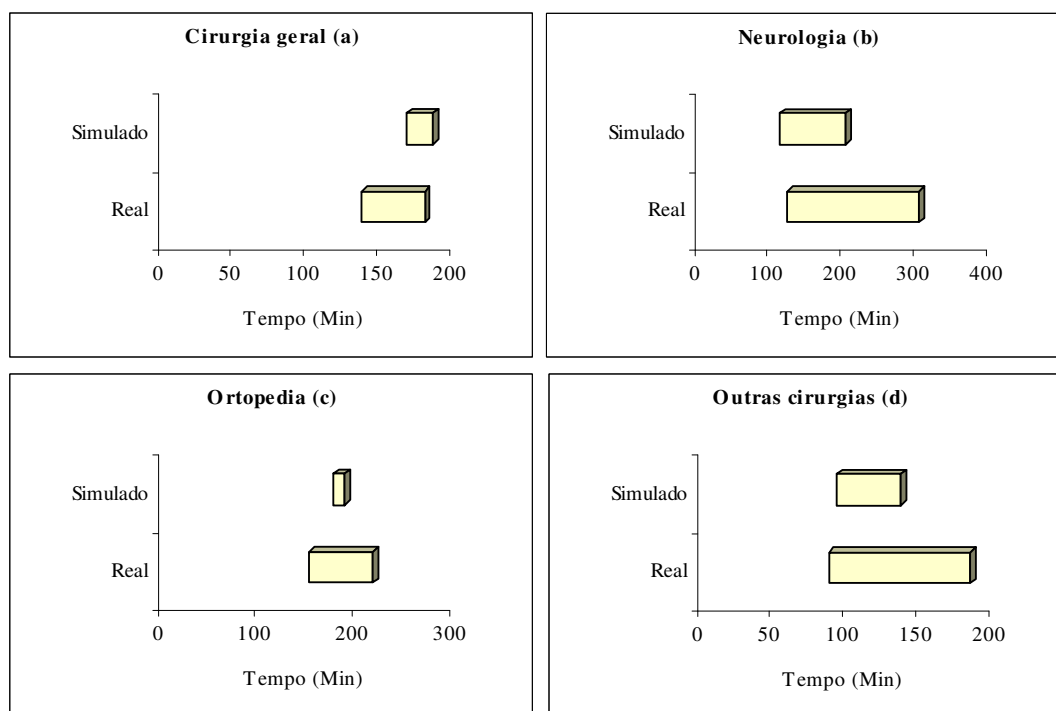 Cirurgia geral (a)
Simulado
Real
0 50 100 150 200
Tempo (Min)
Neurologia (b)
Simulado
Real
0 100 200 300 400
Tempo (Min)
Ortopedia (c)
Simulado
Real
0 100 200 300
Tempo (Min)
Outras cirurgias (d)
Simulado
Real
0 50 100 150 200
Tempo (Min)